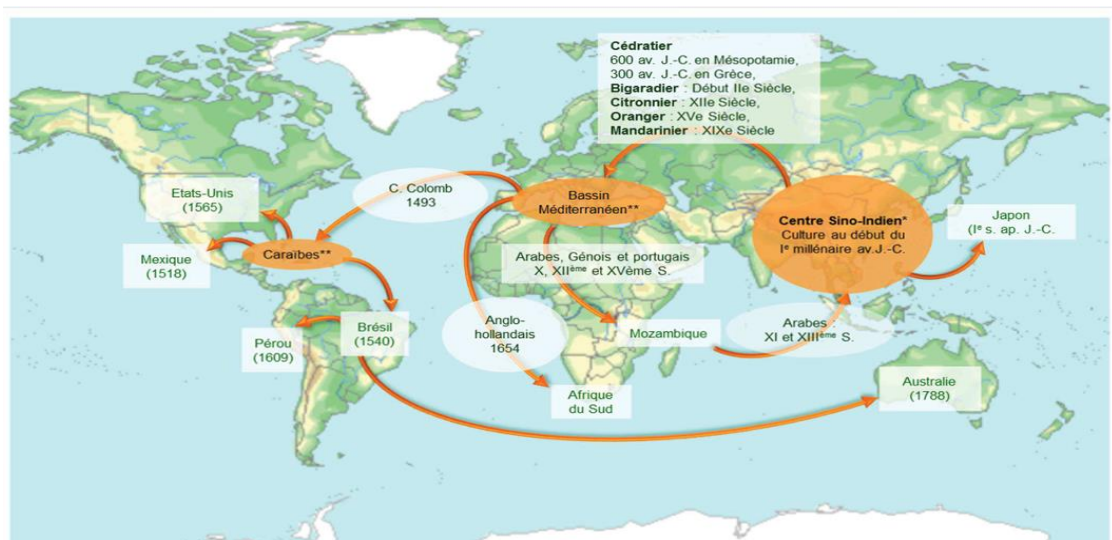 Cédratier
600 av. J.-C. en Mésopotamie,
300 av. J.-C. en Grèce,
Bigaradier : Début IIe Siècle,
Citronnier : XIIe Siècle,
Oranger : XVe Siècle,
Mandarinier : XIXe Siècle
Etats-Unis
(1565)
C. Colomb
1493
Bassin
Méditerranéen**
Centre Sino-Indien*
Culture au début du
Iᵉ millénaire av.J.-C.
Japon
(Iᵉ s. ap. J.-C.
Mexique
(1518)
Caraïbes**
Arabes, Génois et portugais
X, XIIᵉᵐᵉ et XVème S.
Pérou
(1609)
Brésil
(1540)
Anglo-
hollandais
1654
Mozambique
Arabes :
XI et XIIIᵉᵐᵉ S.
Afrique
du Sud
Australie
(1788)